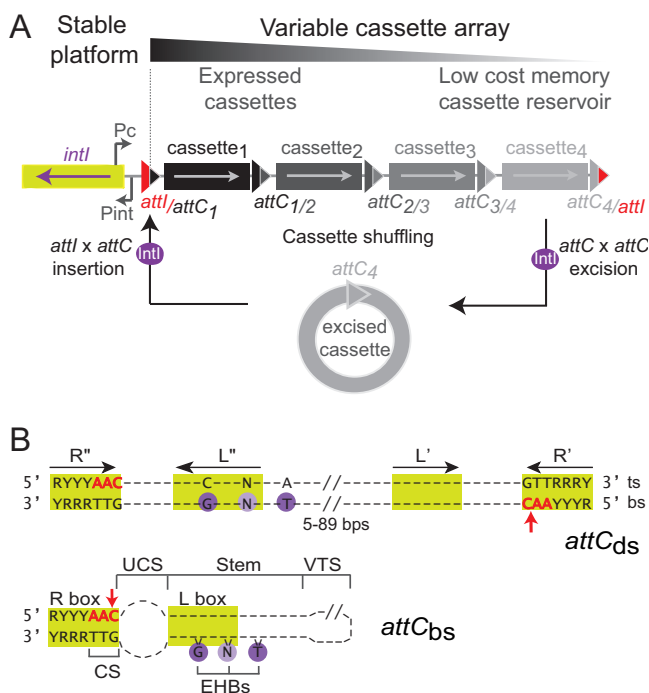 A
Stable platform
Variable cassette array
Expressed cassettes
Low cost memory cassette reservoir
Pc
intI
Pint
cassette1
cassette2
cassette3
cassette4
attI/attC1
attC1/2
attC2/3
attC3/4
attC4/attI
attI x attC insertion
IntI
Cassette shuffling
attC4
excised cassette
attC x attC excision
IntI
B
R" L" L' R'
5' RYYYAAC C N A GTTRRRY 3' ts
3' YRRRTTG G N T CAAYYYR 5' bs
5-89 bps
attCds
UCS Stem VTS
R box L box
5' RYYYAAC
3' YRRRTTG
G N T
CS
EHBs
attCbs